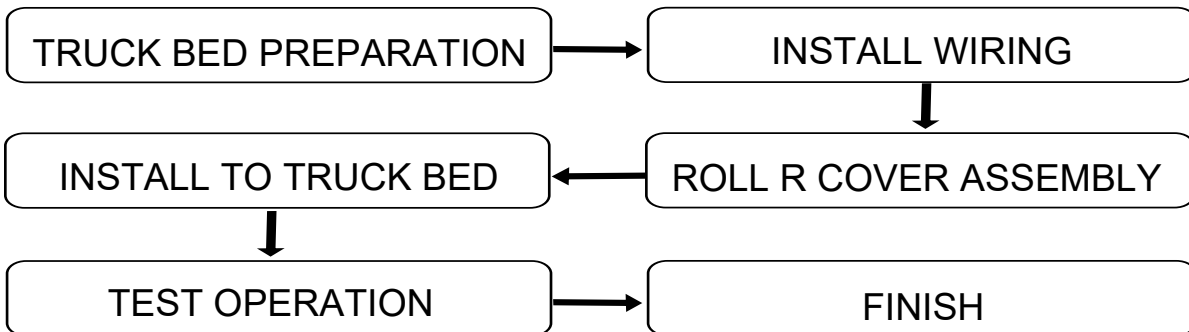 TRUCK BED PREPARATION
INSTALL WIRING
ROLL R COVER ASSEMBLY
INSTALL TO TRUCK BED
TEST OPERATION
FINISH